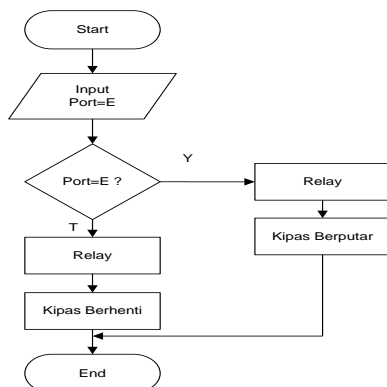 Start
Input
Port=E
Port=E ?
Y
Relay
Kipas Berputar
T
Relay
Kipas Berhenti
End